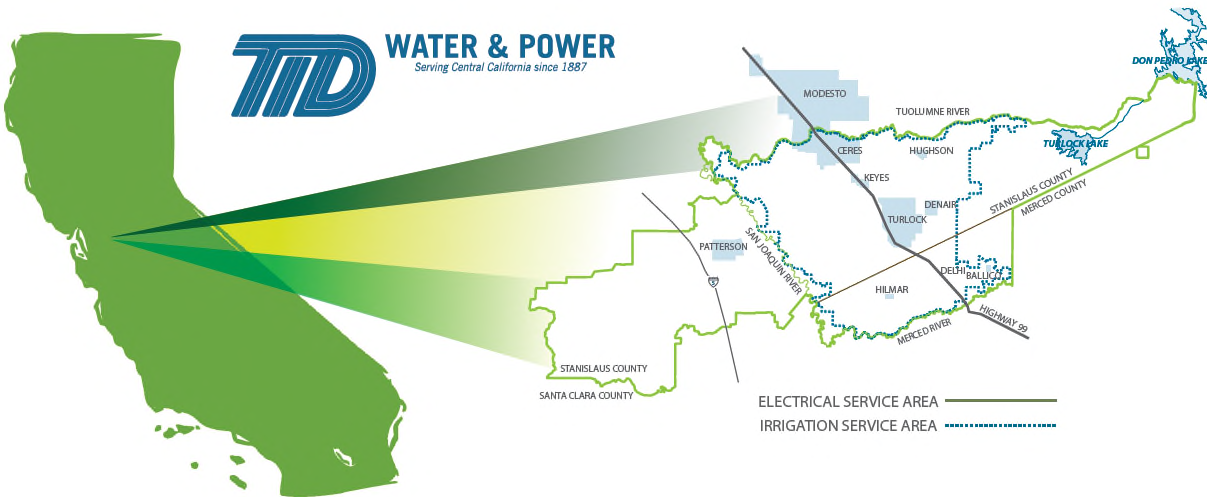 TID
WATER & POWER
Serving Central California since 1887
DON PEDRO LAKE
MODESTO
TUOLUMNE RIVER
TURLOCK LAKE
CERES
HUGHSON
KEYES
STANISLAUS COUNTY
MERCED COUNTY
DENAIR
TURLOCK
PATTERSON
SAN JOAQUIN RIVER
5
DELHI
BALLICO
HILMAR
HIGHWAY 99
MERCED RIVER
STANISLAUS COUNTY
SANTA CLARA COUNTY
ELECTRICAL SERVICE AREA
IRRIGATION SERVICE AREA